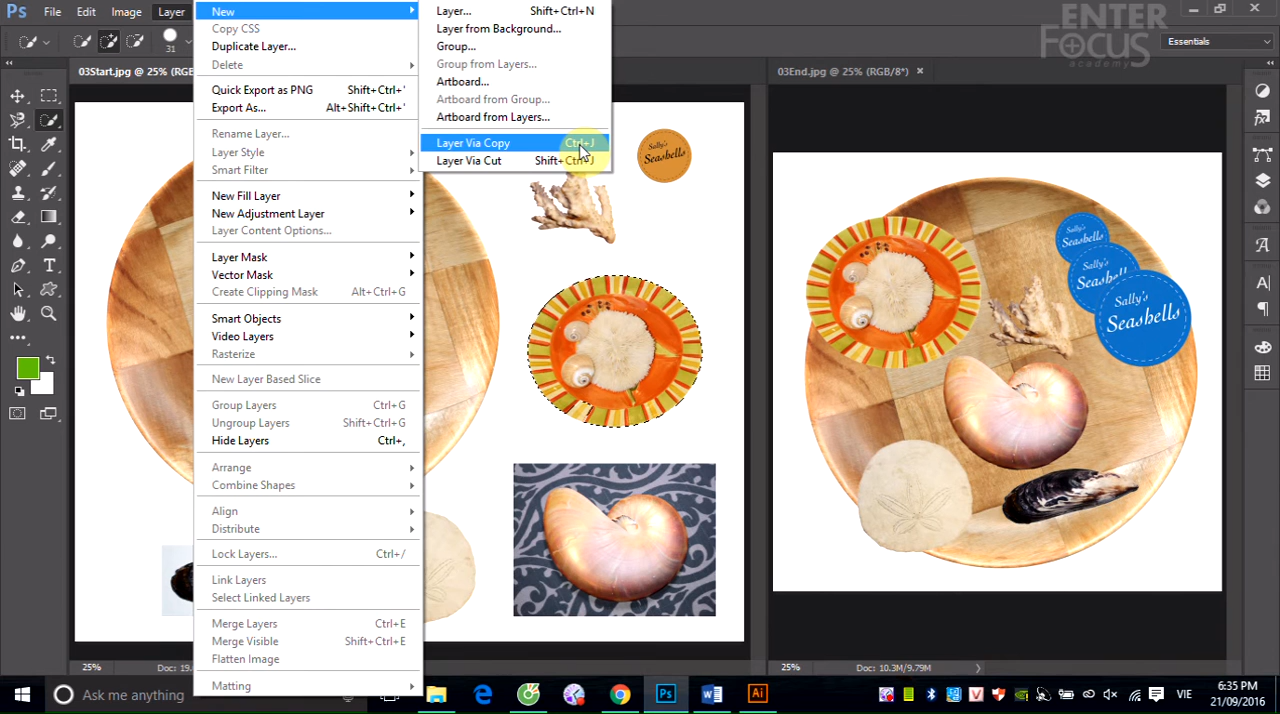 Ps File Edit Image Layer
ENTER
FOCUS
academy
31
Essentials
03Start.jpg @ 25% (RGB
03End.jpg @ 25% (RGB/8*) ×
New
Copy CSS
Duplicate Layer...
Delete
Quick Export as PNG Shift+Ctrl+'
Export As... Alt+Shift+Ctrl+'
Rename Layer...
Layer Style
Smart Filter
New Fill Layer
New Adjustment Layer
Layer Content Options...
Layer Mask
Vector Mask
Create Clipping Mask Alt+Ctrl+G
Smart Objects
Video Layers
Rasterize
New Layer Based Slice
Group Layers Ctrl+G
Ungroup Layers Shift+Ctrl+G
Hide Layers Ctrl+,
Arrange
Combine Shapes
Align
Distribute
Lock Layers... Ctrl+/
Link Layers
Select Linked Layers
Merge Layers Ctrl+E
Merge Visible Shift+Ctrl+E
Flatten Image
Matting
Layer... Shift+Ctrl+N
Layer from Background...
Group...
Group from Layers...
Artboard...
Artboard from Group...
Artboard from Layers...
Layer Via Copy Ctrl+J
Layer Via Cut Shift+Ctrl+J
Sally's
Seashells
Sally's
Seashells
Sally's
Seashells
Sally's
Seashells
25% Doc: 19.
25% Doc: 10.3M/9.79M
Ask me anything
VIE
6:35 PM
21/09/2016